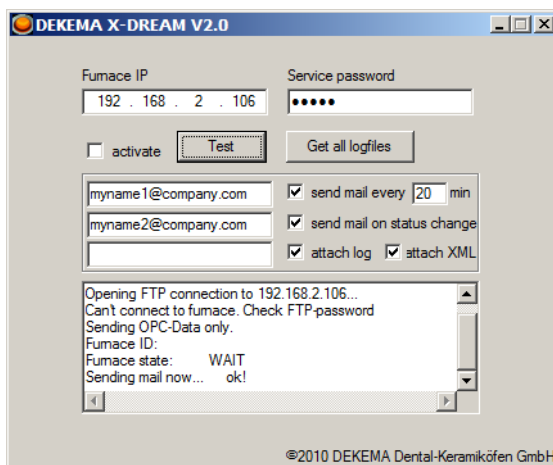 DEKEMA X-DREAM V2.0
Furnace IP
Service password
192 . 168 . 2 . 106
●●●●●
activate
Test
Get all logfiles
myname1@company.com
send mail every 20 min
myname2@company.com
send mail on status change
attach log
attach XML
Opening FTP connection to 192.168.2.106...
Can't connect to furnace. Check FTP-password
Sending OPC-Data only.
Furnace ID:
Furnace state: WAIT
Sending mail now... ok!
©2010 DEKEMA Dental-Keramiköfen GmbH